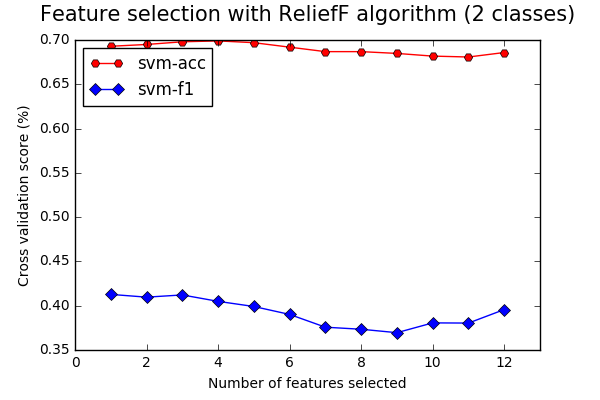 Feature selection with ReliefF algorithm (2 classes)
svm-acc
svm-f1
Cross validation score (%)
0.70
0.65
0.60
0.55
0.50
0.45
0.40
0.35
0 2 4 6 8 10 12
Number of features selected